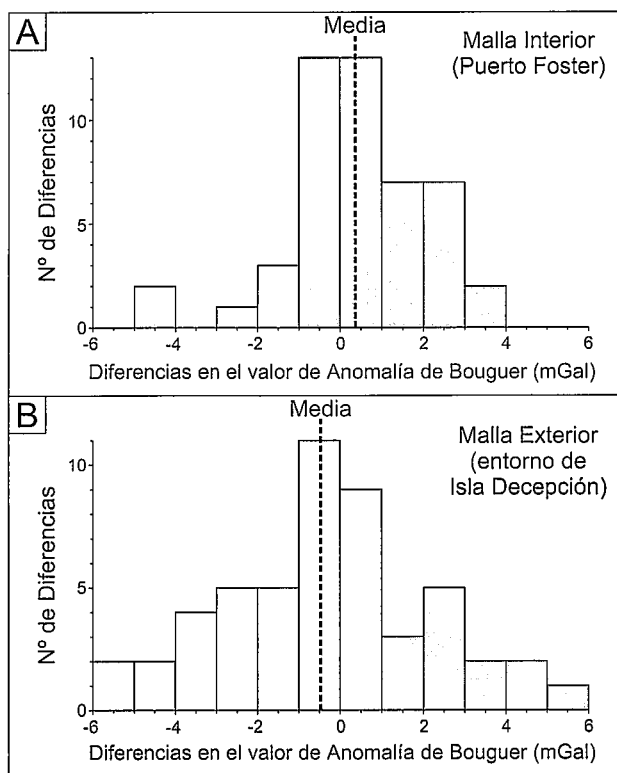 A
Media
Malla Interior
(Puerto Foster)
Nº de Diferencias
10
5
0
-6 -4 -2 0 2 4 6
Diferencias en el valor de Anomalía de Bouguer (mGal)
B
Media
Malla Exterior
(entorno de
Isla Decepción)
Nº de Diferencias
10
5
0
-6 -4 -2 0 2 4 6
Diferencias en el valor de Anomalía de Bouguer (mGal)